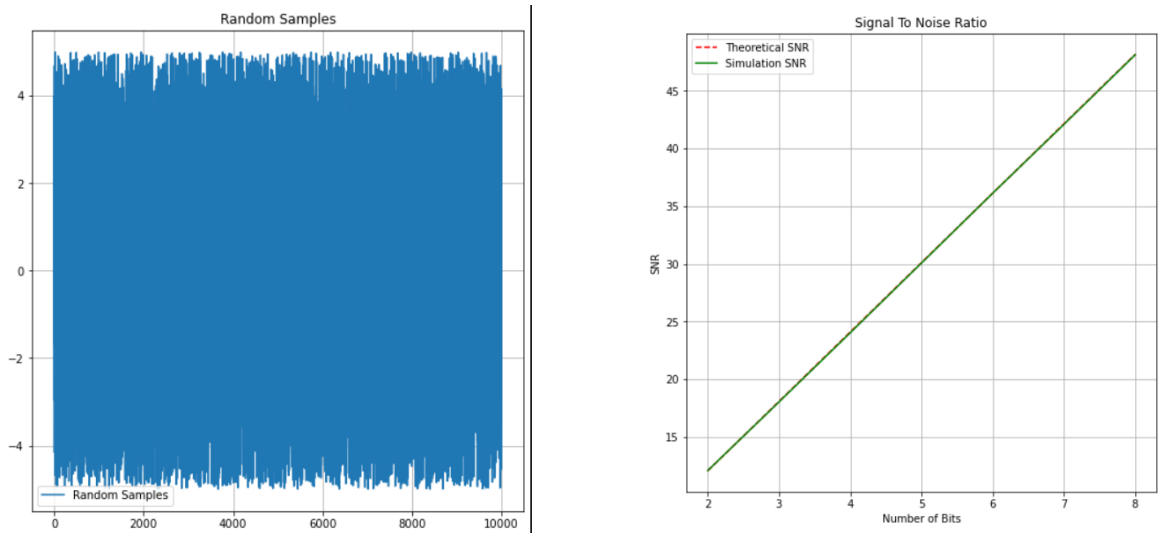 Random Samples
4
2
0
−2
−4
Random Samples
0 2000 4000 6000 8000 10000
Signal To Noise Ratio
Theoretical SNR
Simulation SNR
45
40
35
30
25
20
15
SNR
2 3 4 5 6 7 8
Number of Bits